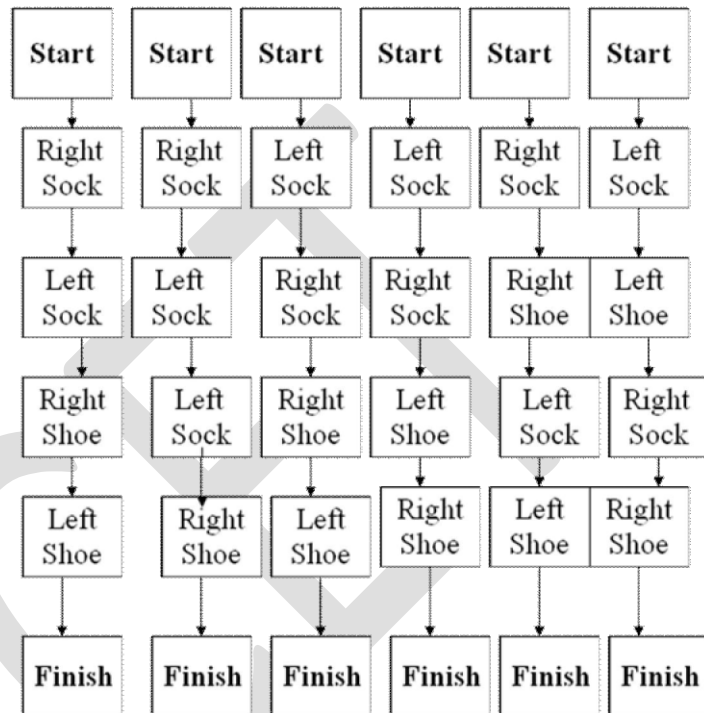 Start Start Start Start Start Start
Right Right Left Left Right Left
Sock Sock Sock Sock Sock Sock
Left Left Right Right Right Left
Sock Sock Sock Sock Shoe Shoe
Right Left Right Left Left Right
Shoe Sock Shoe Shoe Sock Sock
Left Right Left Right Left Right
Shoe Shoe Shoe Shoe Shoe Shoe
Finish Finish Finish Finish Finish Finish